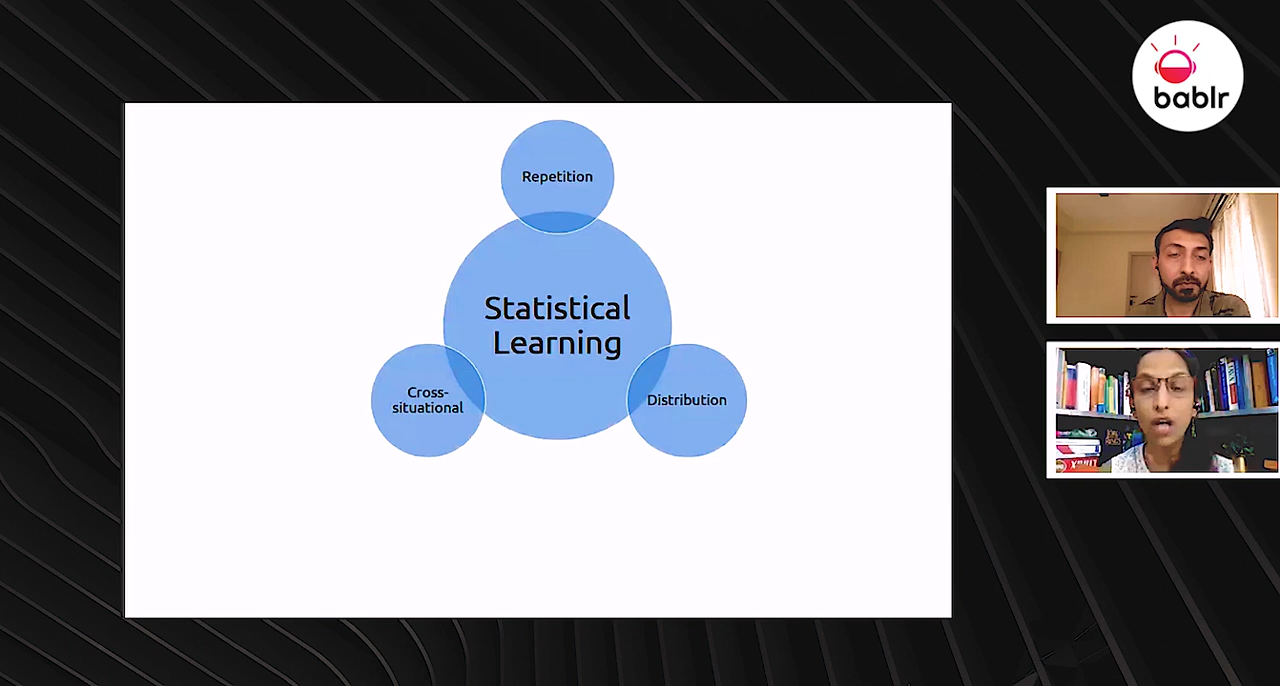 bablr
Repetition
Statistical
Learning
Cross-
situational
Distribution